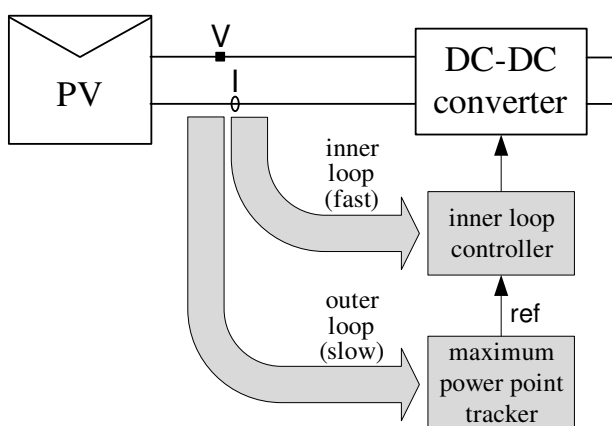 V
PV
I
DC-DC
converter
inner
loop
(fast)
inner loop
controller
ref
outer
loop
(slow)
maximum
power point
tracker